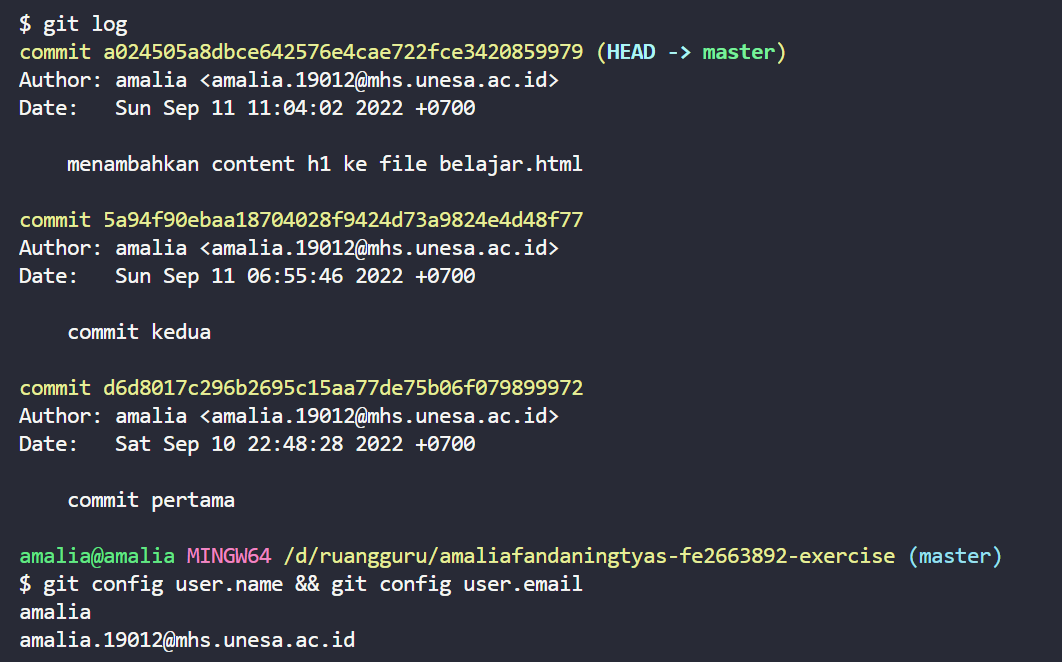 $ git log
commit a024505a8dbce642576e4cae722fce3420859979 (HEAD -> master)
Author: amalia <amalia.19012@mhs.unesa.ac.id>
Date:   Sun Sep 11 11:04:02 2022 +0700

    menambahkan content h1 ke file belajar.html

commit 5a94f90ebaa18704028f9424d73a9824e4d48f77
Author: amalia <amalia.19012@mhs.unesa.ac.id>
Date:   Sun Sep 11 06:55:46 2022 +0700

    commit kedua

commit d6d8017c296b2695c15aa77de75b06f079899972
Author: amalia <amalia.19012@mhs.unesa.ac.id>
Date:   Sat Sep 10 22:48:28 2022 +0700

    commit pertama

amalia@amalia MINGW64 /d/ruangguru/amaliafandaningtyas-fe2663892-exercise (master)
$ git config user.name && git config user.email
amalia
amalia.19012@mhs.unesa.ac.id